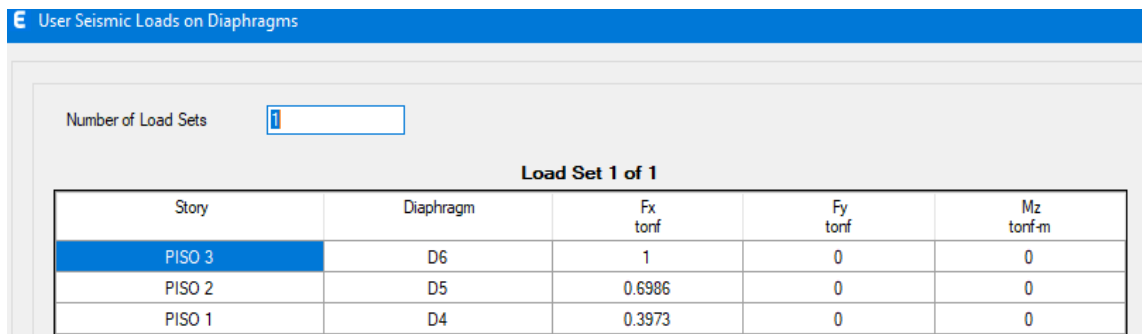 E User Seismic Loads on Diaphragms
Number of Load Sets 1
Load Set 1 of 1
Story Diaphragm Fx Fy Mz
tonf tonf tonf-m
PISO 3 D6 1 0 0
PISO 2 D5 0.6986 0 0
PISO 1 D4 0.3973 0 0